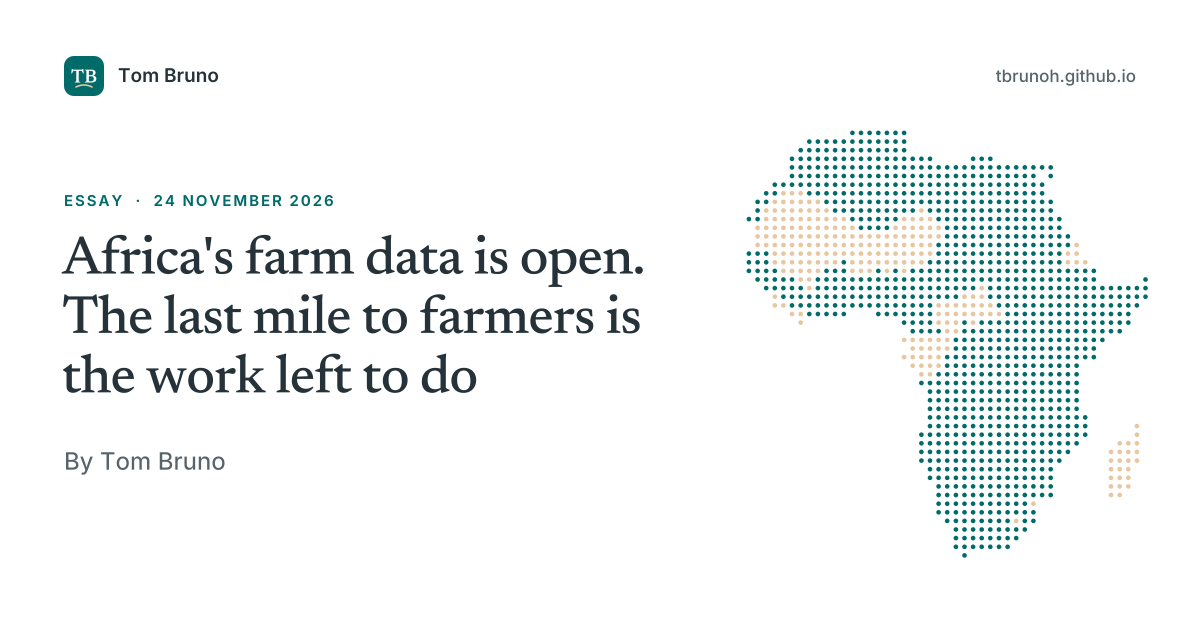 TB
Tom Bruno
tbrunoh.github.io
ESSAY · 24 NOVEMBER 2026
Africa's farm data is open.
The last mile to farmers is
the work left to do
By Tom Bruno